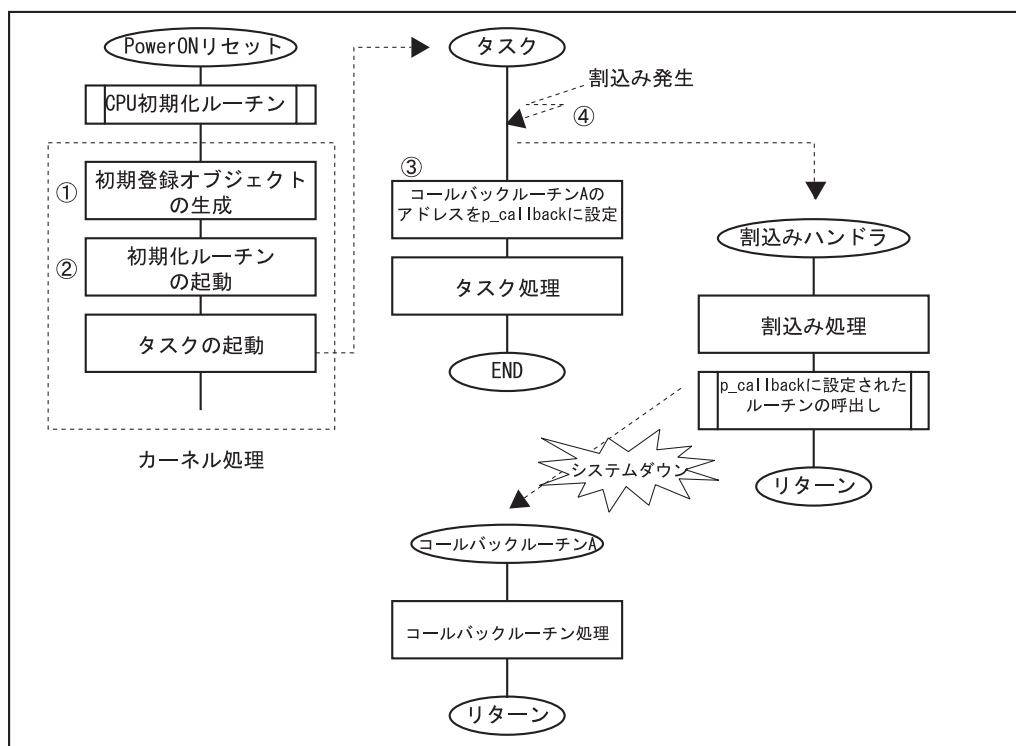 PowerONリセット
CPU初期化ルーチン
①
初期登録オブジェクト
の生成
②
初期化ルーチン
の起動
タスクの起動
カーネル処理
タスク
割込み発生
④
③
コールバックルーチンAの
アドレスをp_callbackに設定
タスク処理
END
割込みハンドラ
割込み処理
p_callbackに設定された
ルーチンの呼出し
リターン
システムダウン
コールバックルーチンA
コールバックルーチン処理
リターン